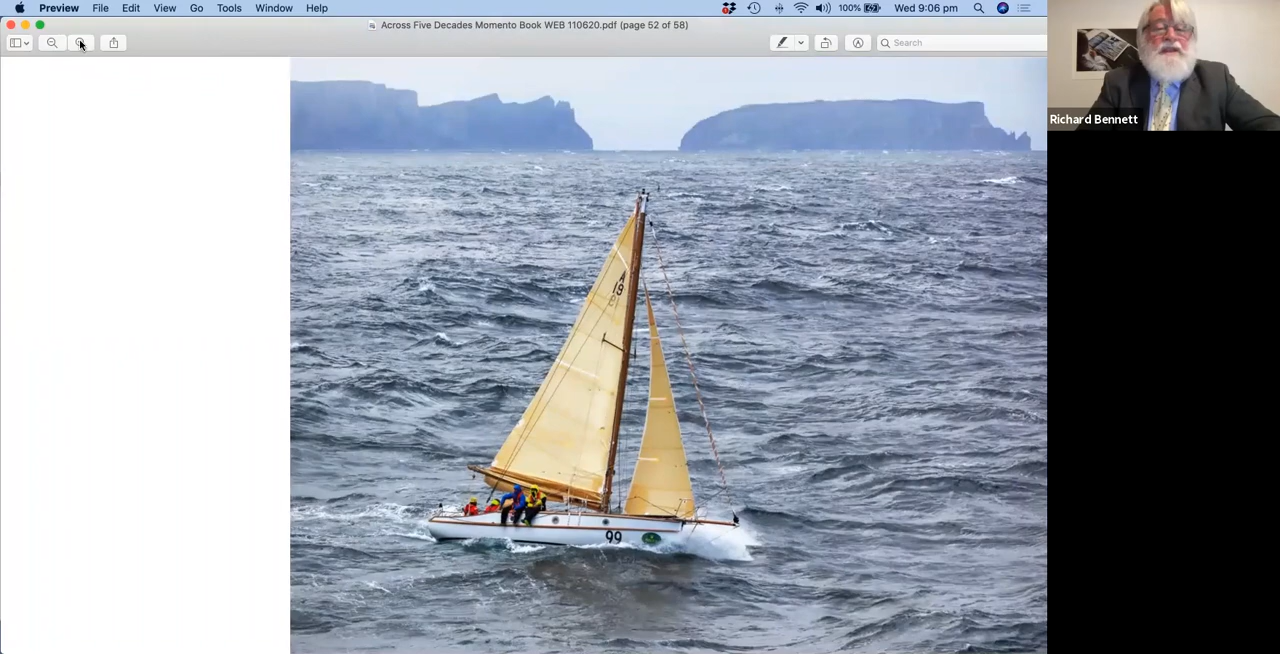 Preview File Edit View Go Tools Window Help 100% Wed 9:06 pm
Across Five Decades Momento Book WEB 110620.pdf (page 52 of 58)
Search
Richard Bennett
A
19
99